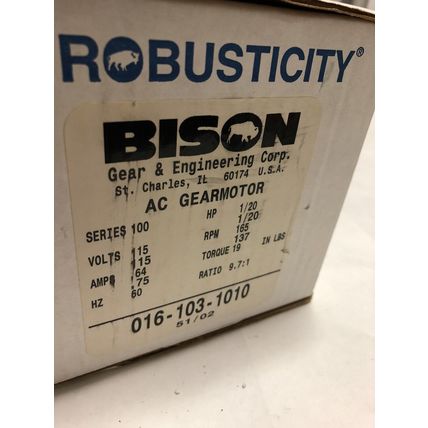 ROBUSTICITY®
BISON
Gear & Engineering Corp.
St. Charles, IL 60174 U.S.A.
AC GEARMOTOR
HP 1/20
1/20
SERIES 100
RPM 165
137
VOLTS 115
115
TORQUE 19 IN LBS
AMPS .64
.75
RATIO 9.7:1
HZ 60
016-103-1010
51/02